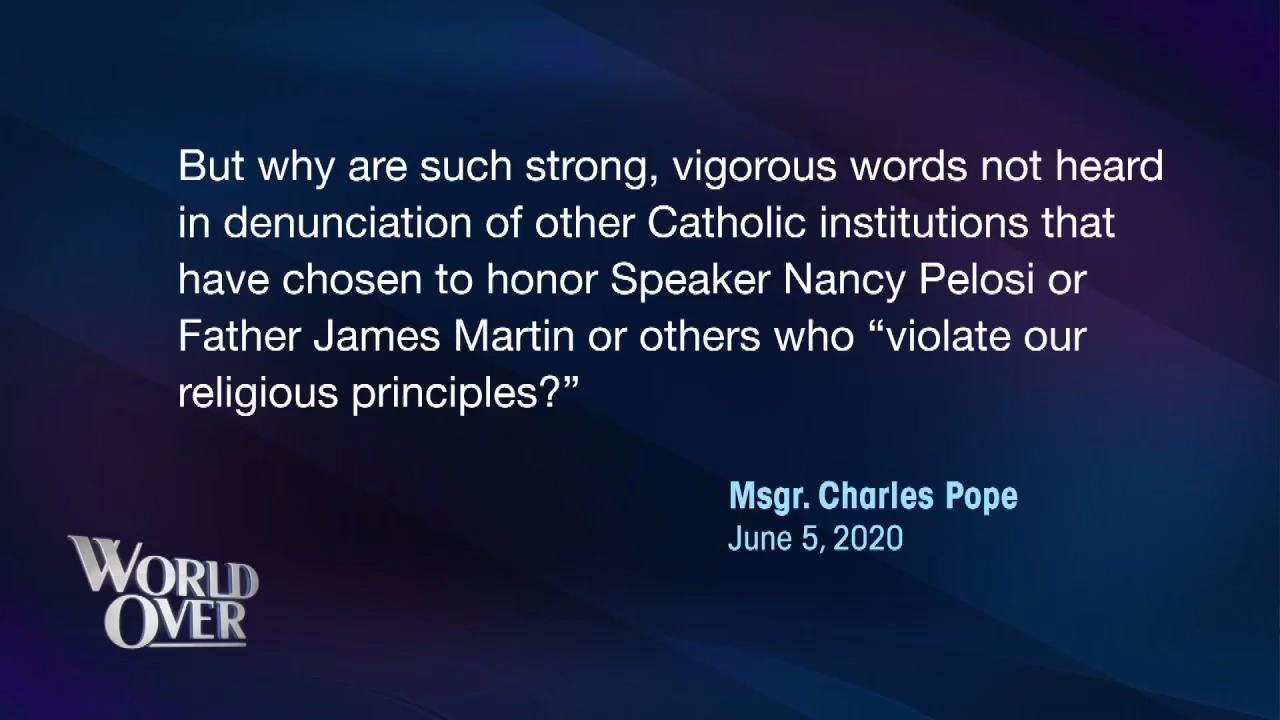 But why are such strong, vigorous words not heard
in denunciation of other Catholic institutions that
have chosen to honor Speaker Nancy Pelosi or
Father James Martin or others who “violate our
religious principles?”
Msgr. Charles Pope
June 5, 2020
WORLD
OVER